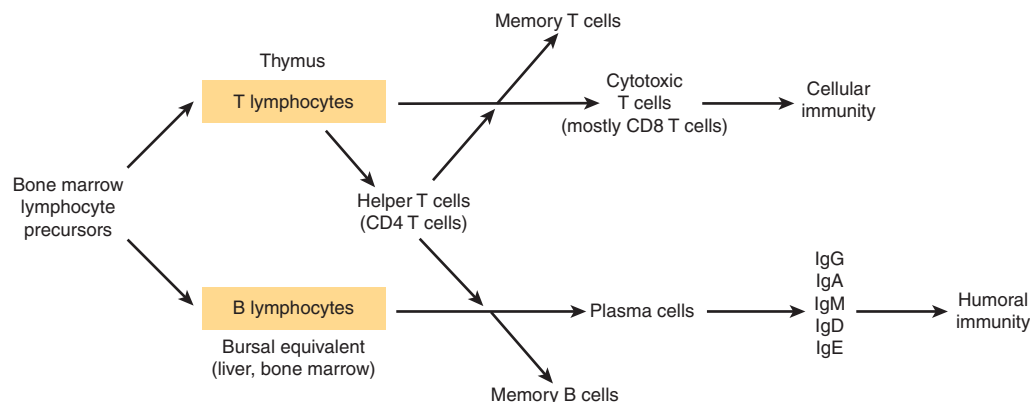 Memory T cells
Thymus
T lymphocytes
Cytotoxic
T cells
(mostly CD8 T cells)
Cellular
immunity
Bone marrow
lymphocyte
precursors
Helper T cells
(CD4 T cells)
B lymphocytes
Bursal equivalent
(liver, bone marrow)
Plasma cells
IgG
IgA
IgM
IgD
IgE
Humoral
immunity
Memory B cells